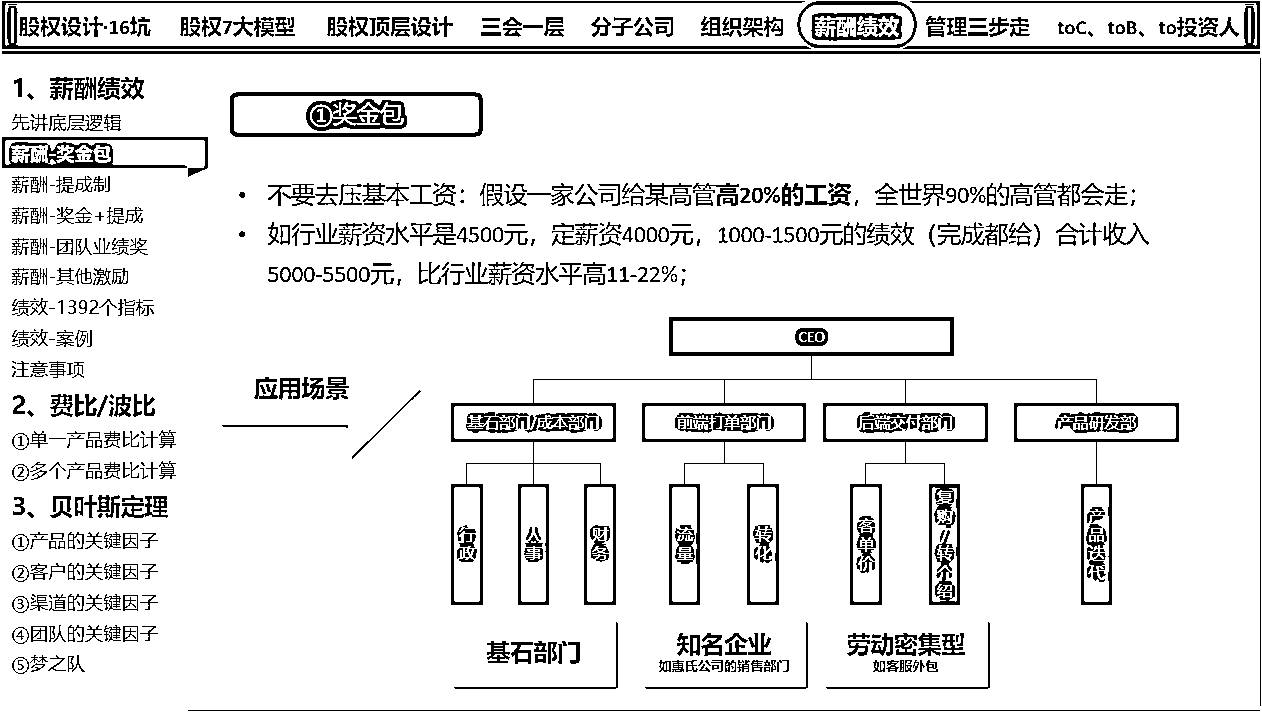 股权设计·16坑 股权7大模型 股权顶层设计 三会一层 分子公司 组织架构 薪酬绩效 管理三步走 toC、toB、to投资人
1、薪酬绩效
先讲底层逻辑
薪酬-奖金包
薪酬-提成制
薪酬-奖金+提成
薪酬-团队业绩奖
薪酬-其他激励
绩效-1392个指标
绩效-案例
注意事项
2、费比/波比
①单一产品费比计算
②多个产品费比计算
3、贝叶斯定理
①产品的关键因子
②客户的关键因子
③渠道的关键因子
④团队的关键因子
⑤梦之队
①奖金包
• 不要去压基本工资：假设一家公司给某高管高20%的工资，全世界90%的高管都会走；
• 如行业薪资水平是4500元，定薪资4000元，1000-1500元的绩效（完成都给）合计收入
5000-5500元，比行业薪资水平高11-22%；
应用场景
CEO
基石部门/成本部门 前端打单部门 后端交付部门 产品研发部
行政 人事 财务 流量 转化 客单价 复购//转介绍 产品迭代
基石部门
知名企业
如惠氏公司的销售部门
劳动密集型
如客服外包